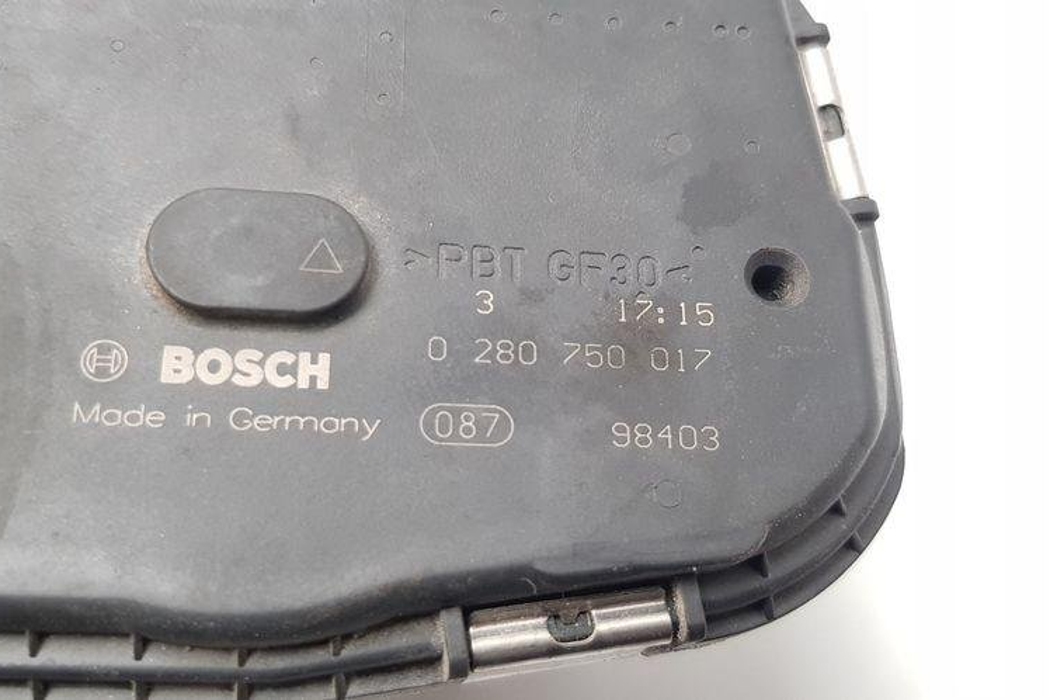 >PBT GF30<
3 17:15
0 280 750 017
BOSCH
Made in Germany 087 98403